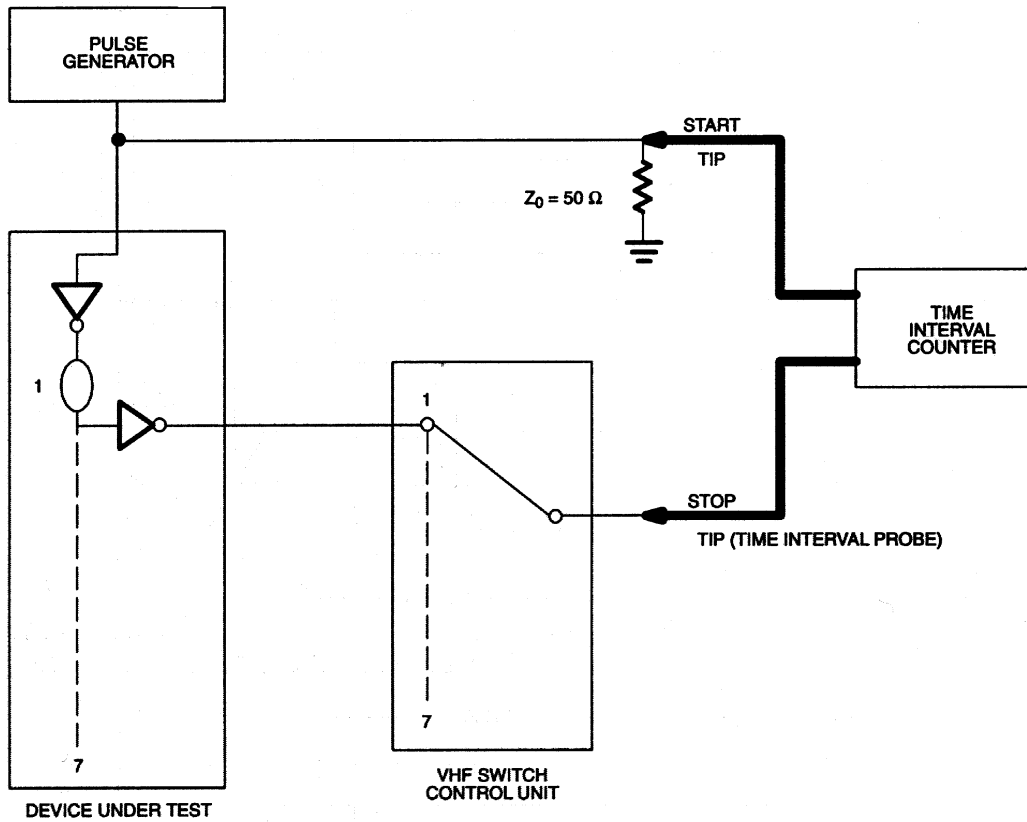 PULSE
GENERATOR
START
TIP
Z0 = 50 Ω
TIME
INTERVAL
COUNTER
1
1
STOP
TIP (TIME INTERVAL PROBE)
7
7
VHF SWITCH
CONTROL UNIT
DEVICE UNDER TEST